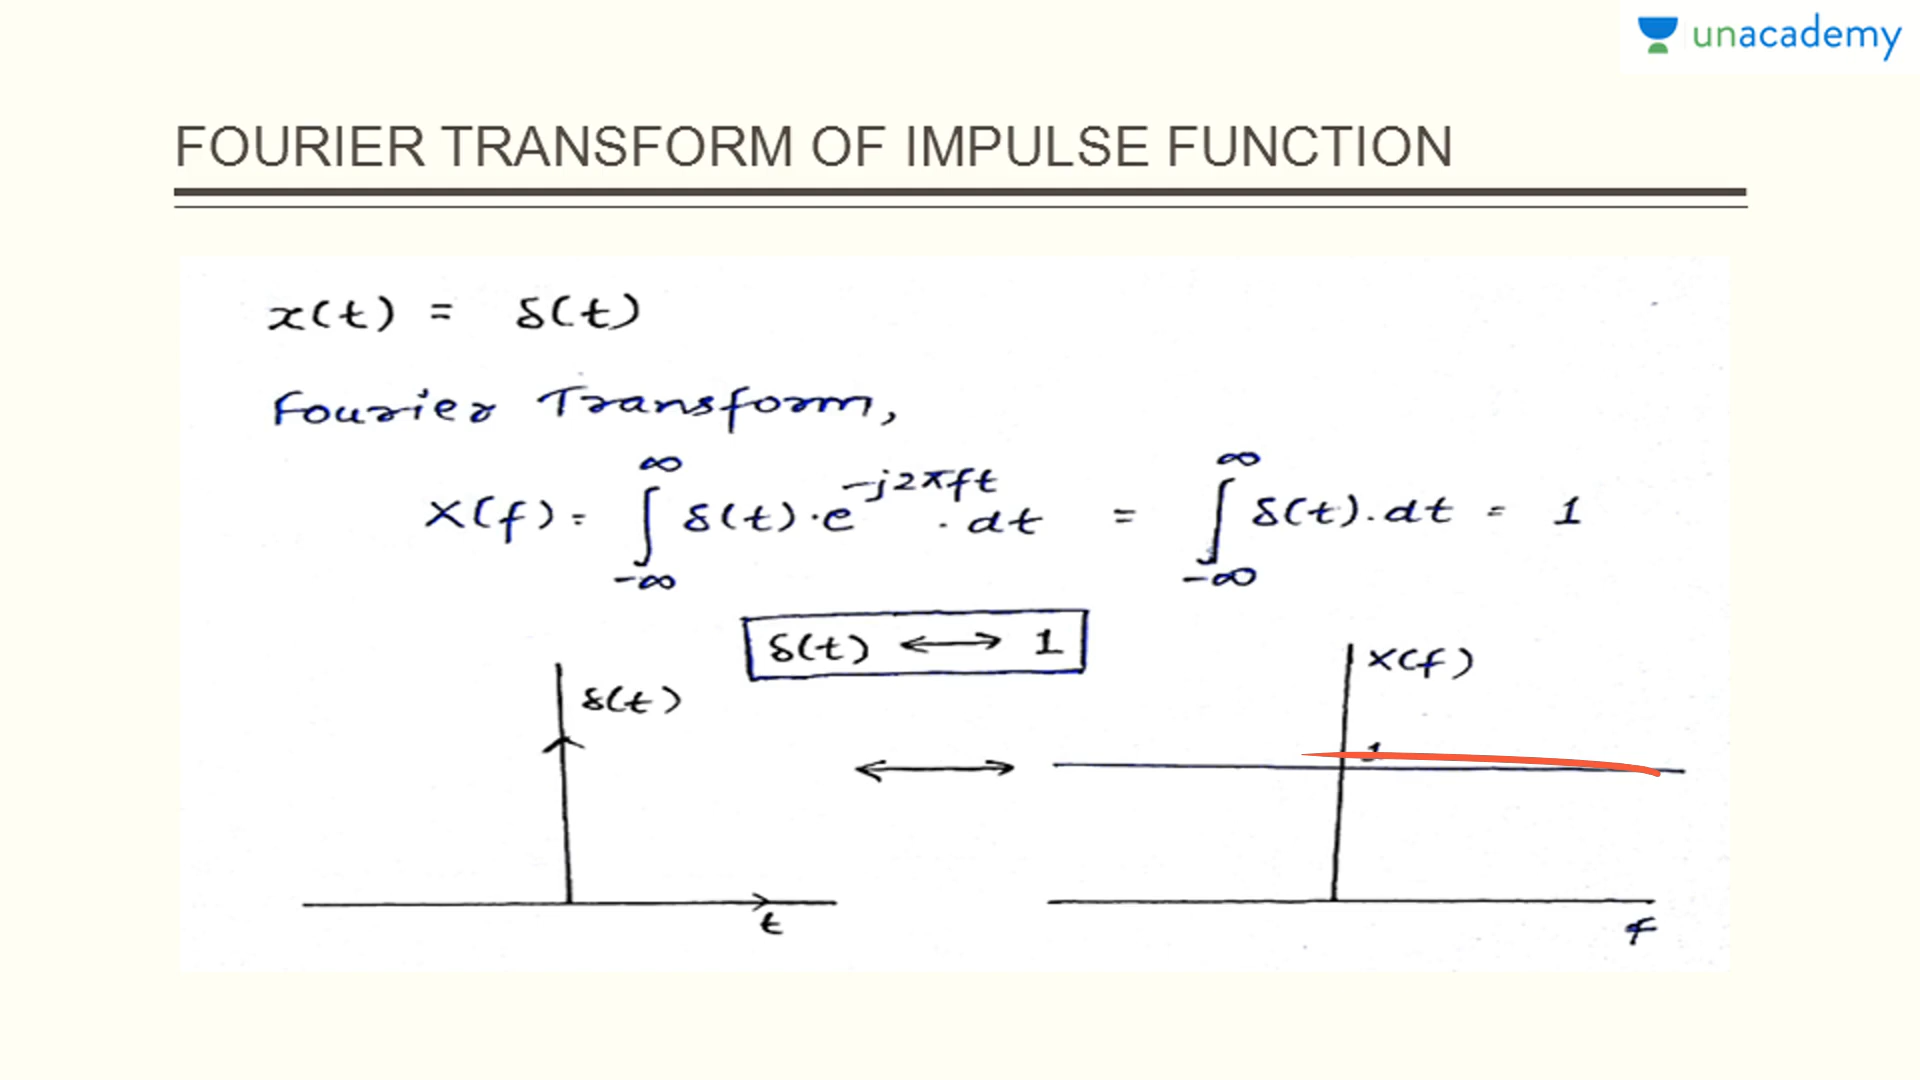 unacademy
FOURIER TRANSFORM OF IMPULSE FUNCTION
x(t) = δ(t)
Fourier Transform,
X(f) = ∫_{-∞}^{∞} δ(t) · e^{-j2πft} · dt = ∫_{-∞}^{∞} δ(t) . dt = 1
δ(t) ⟷ 1
δ(t)
X(f)
1
⟷
t
f